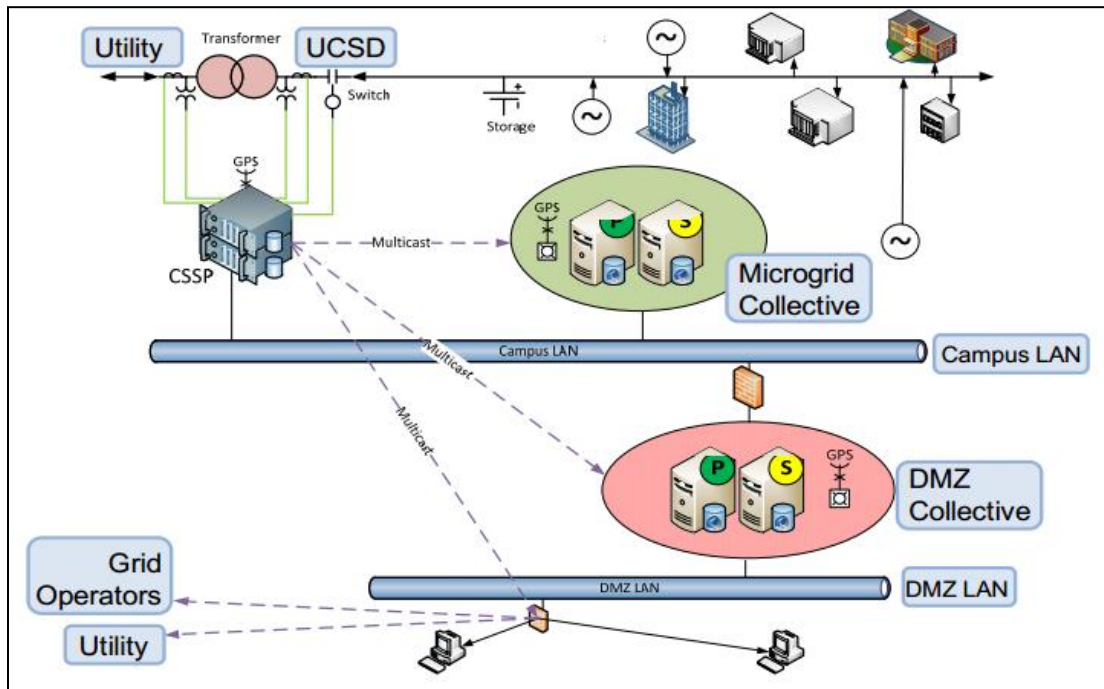 Utility
Transformer
UCSD
Switch
+
Storage
~
~
~
~
GPS
CSSP
Multicast
GPS
P
S
Microgrid
Collective
Campus LAN
Campus LAN
Multicast
Multicast
P
S
GPS
DMZ
Collective
Grid
Operators
DMZ LAN
DMZ LAN
Utility